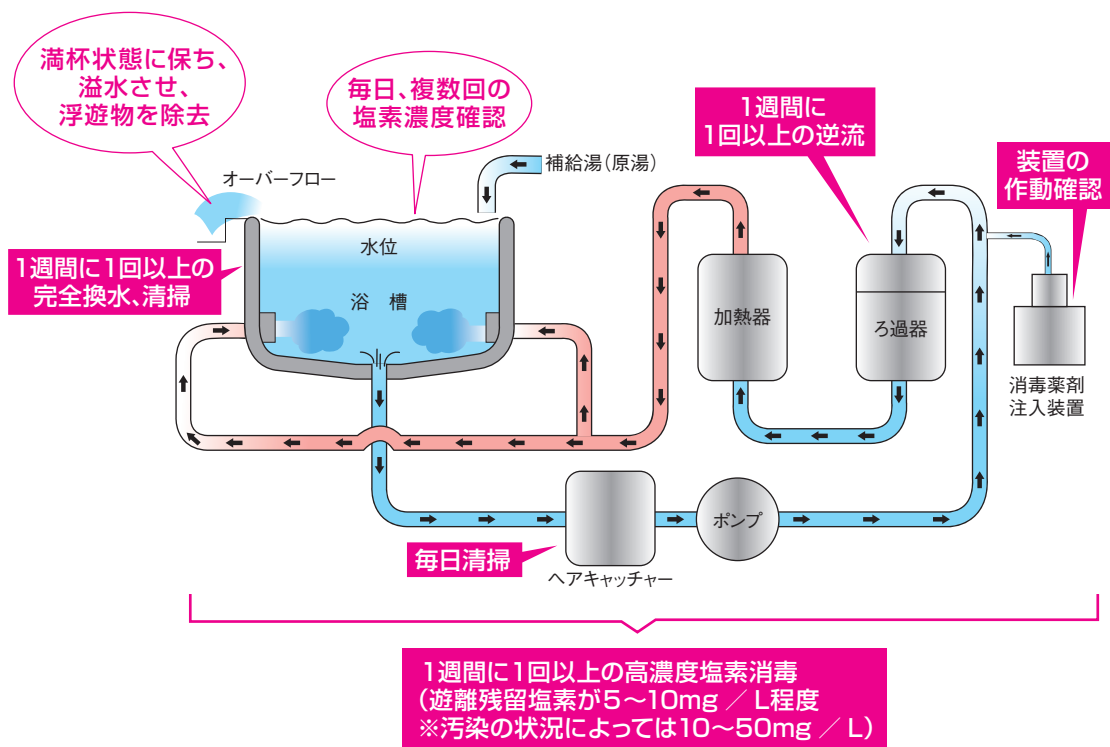 満杯状態に保ち、
溢水させ、
浮遊物を除去
毎日、複数回の
塩素濃度確認
1週間に
1回以上の逆流
装置の
作動確認
補給湯(原湯)
オーバーフロー
水位
1週間に1回以上の
完全換水、清掃
浴 槽
加熱器
ろ過器
消毒薬剤
注入装置
ポンプ
毎日清掃
ヘアキャッチャー
1週間に1回以上の高濃度塩素消毒
(遊離残留塩素が5〜10mg ／ L程度
※汚染の状況によっては10〜50mg ／ L)